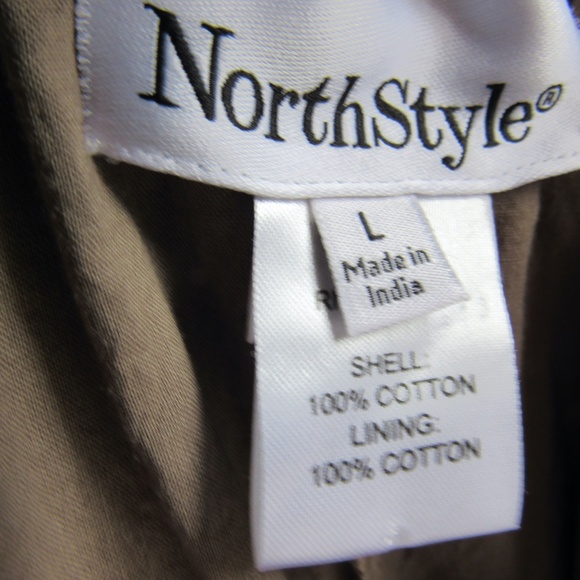 NorthStyle®
L
Made in
India
SHELL:
100% COTTON
LINING:
100% COTTON